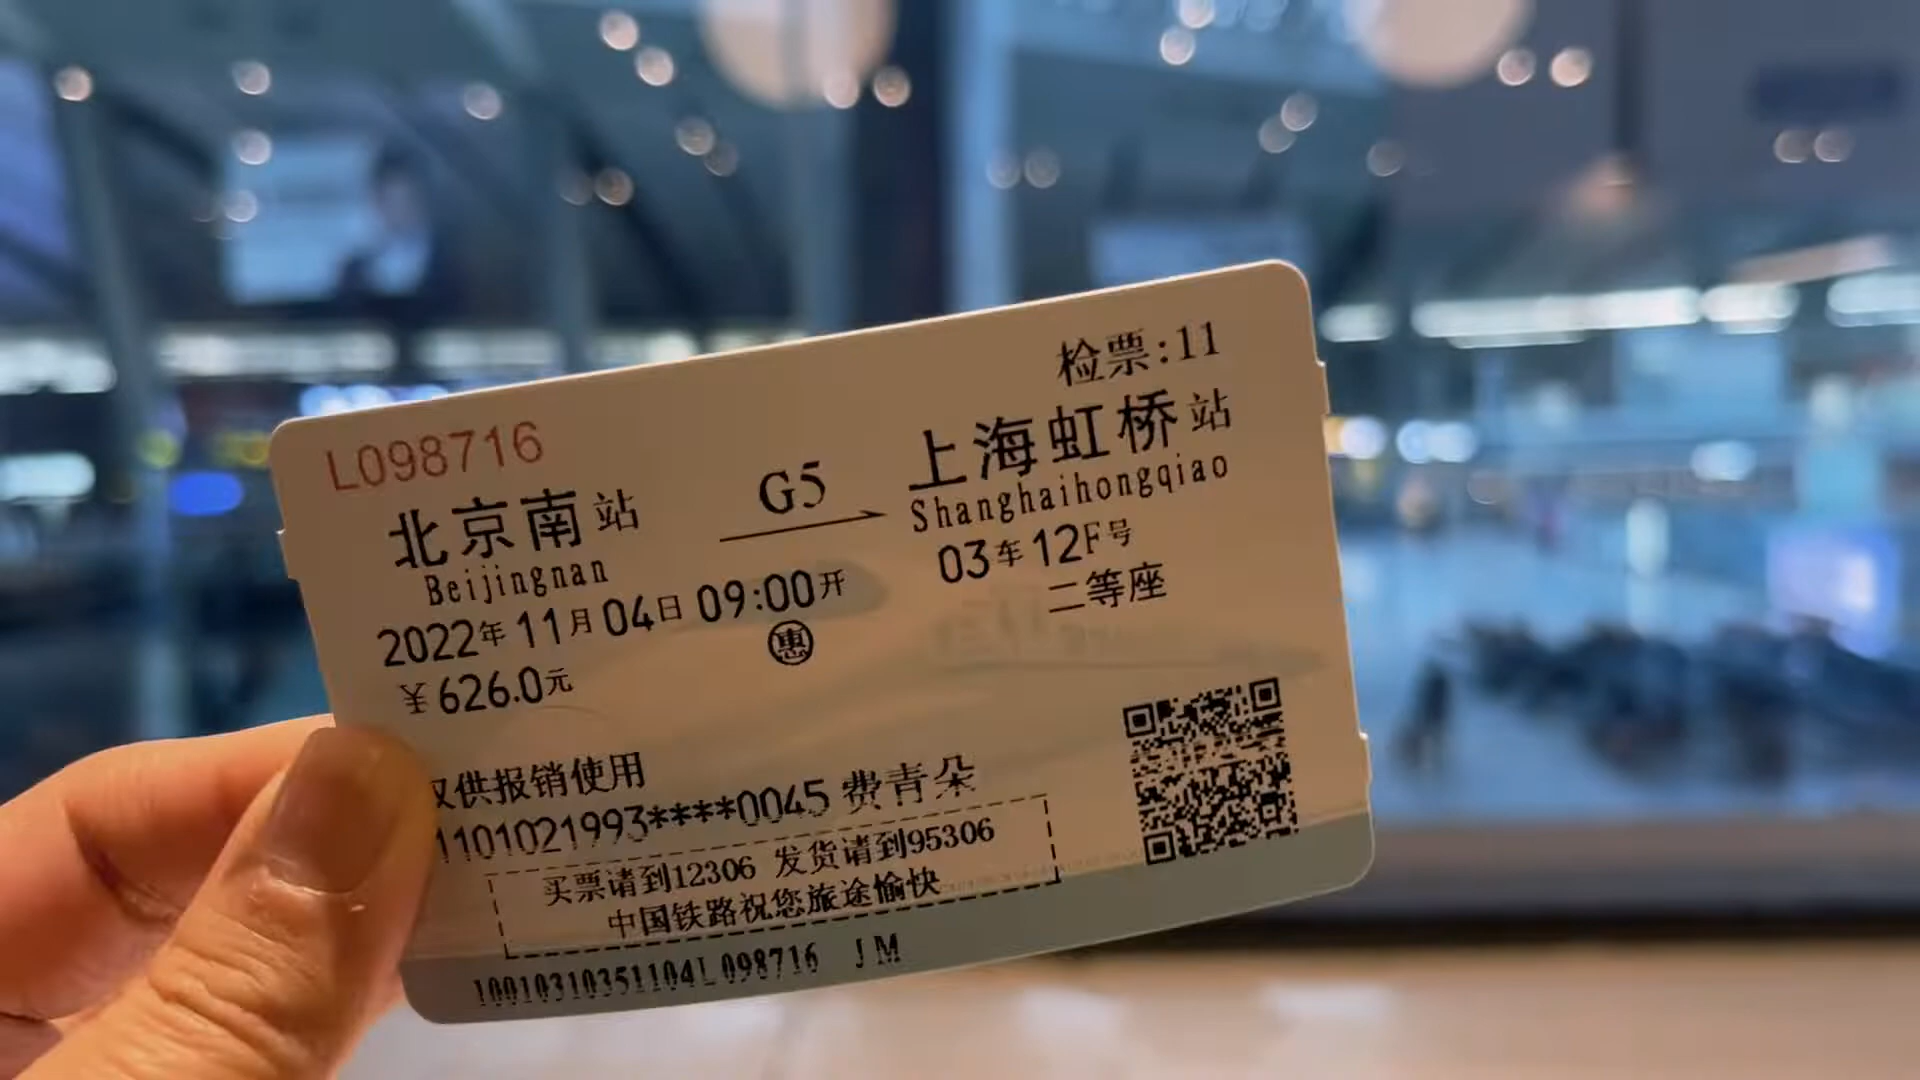 检票:11
L098716
北京南站 G5 上海虹桥站
Beijingnan Shanghaihongqiao
2022年11月04日 09:00开 03车12F号
惠 二等座
¥626.0元
仅供报销使用
1101021993****0045 费青朵
买票请到12306 发货请到95306
中国铁路祝您旅途愉快
10010310351104L098716 JM